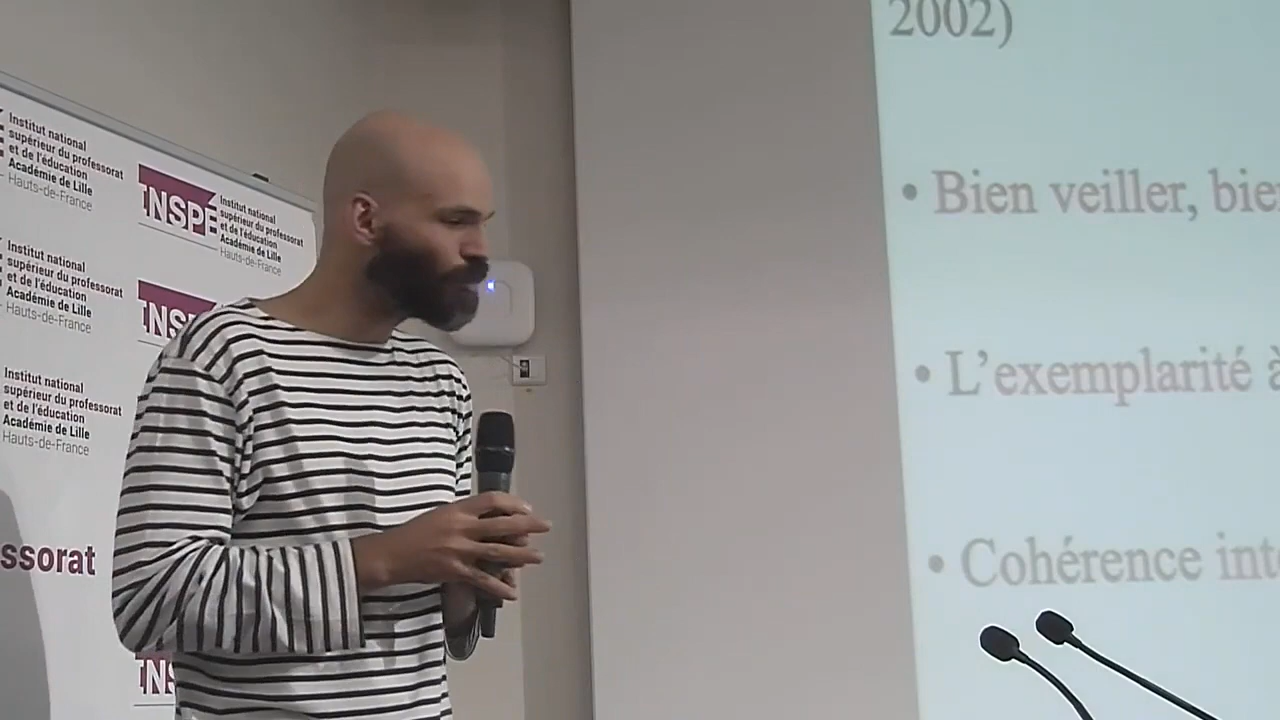 Institut national
supérieur du professorat
et de l'éducation
Académie de Lille
Hauts-de-France
INSPE
Institut national
supérieur du professorat
et de l'éducation
Académie de Lille
Hauts-de-France
Institut national
supérieur du professorat
et de l'éducation
Académie de Lille
Hauts-de-France
INS
Institut national
supérieur du professorat
et de l'éducation
Académie de Lille
Hauts-de-France
ssorat
INS
2002)
• Bien veiller, bie
• L'exemplarité à
• Cohérence int